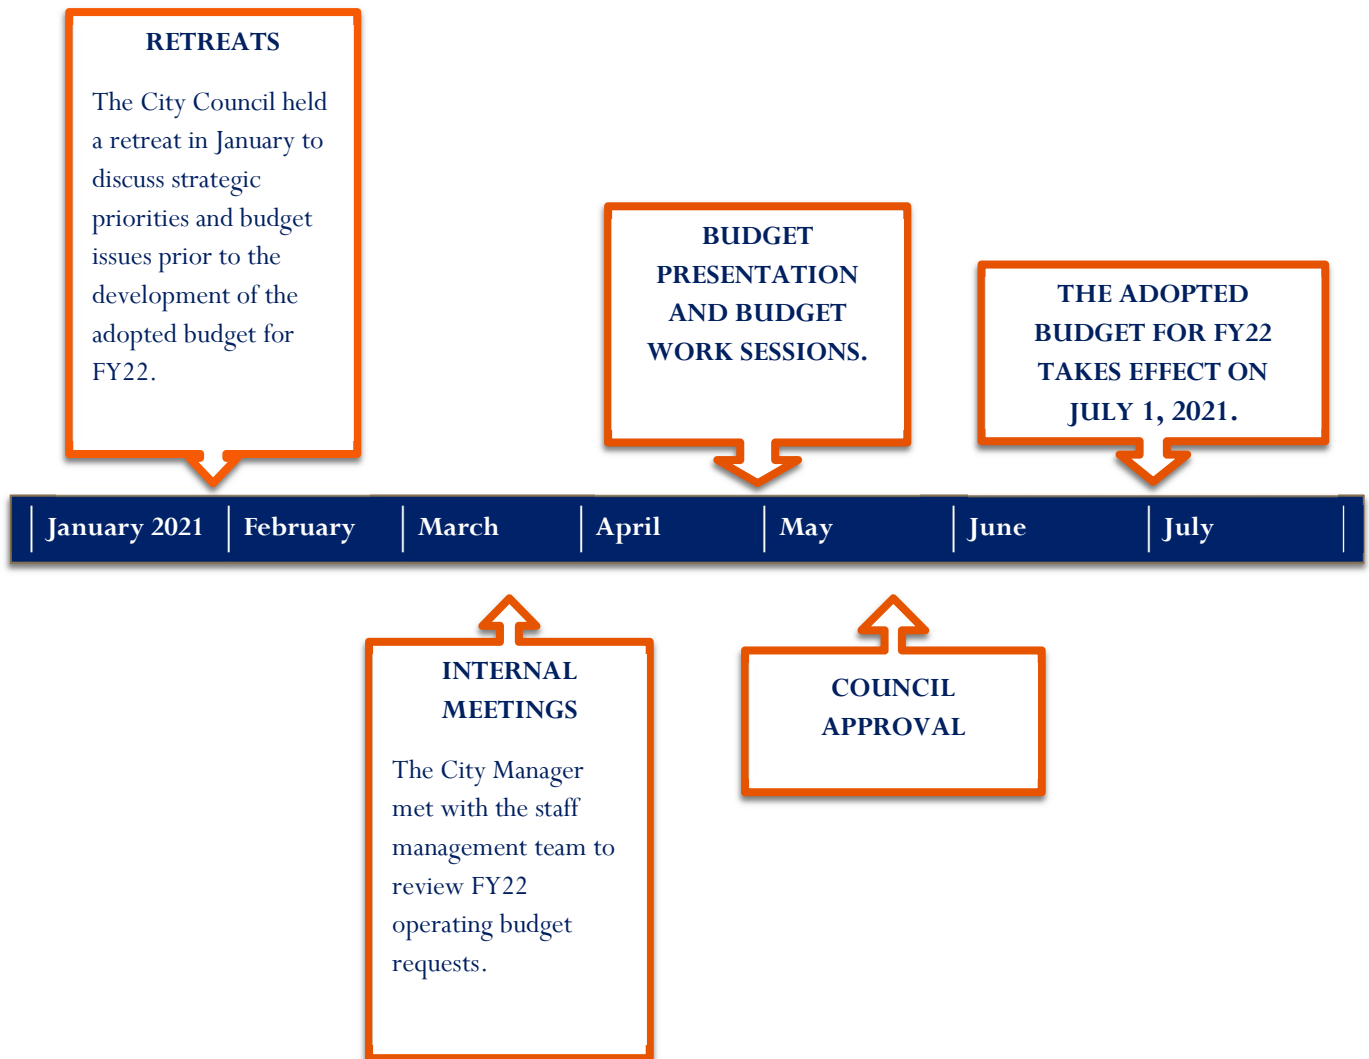 RETREATS
The City Council held
a retreat in January to
discuss strategic
priorities and budget
issues prior to the
development of the
adopted budget for
FY22.
BUDGET
PRESENTATION
AND BUDGET
WORK SESSIONS.
THE ADOPTED
BUDGET FOR FY22
TAKES EFFECT ON
JULY 1, 2021.
January 2021 February March April May June July
INTERNAL
MEETINGS
The City Manager
met with the staff
management team to
review FY22
operating budget
requests.
COUNCIL
APPROVAL